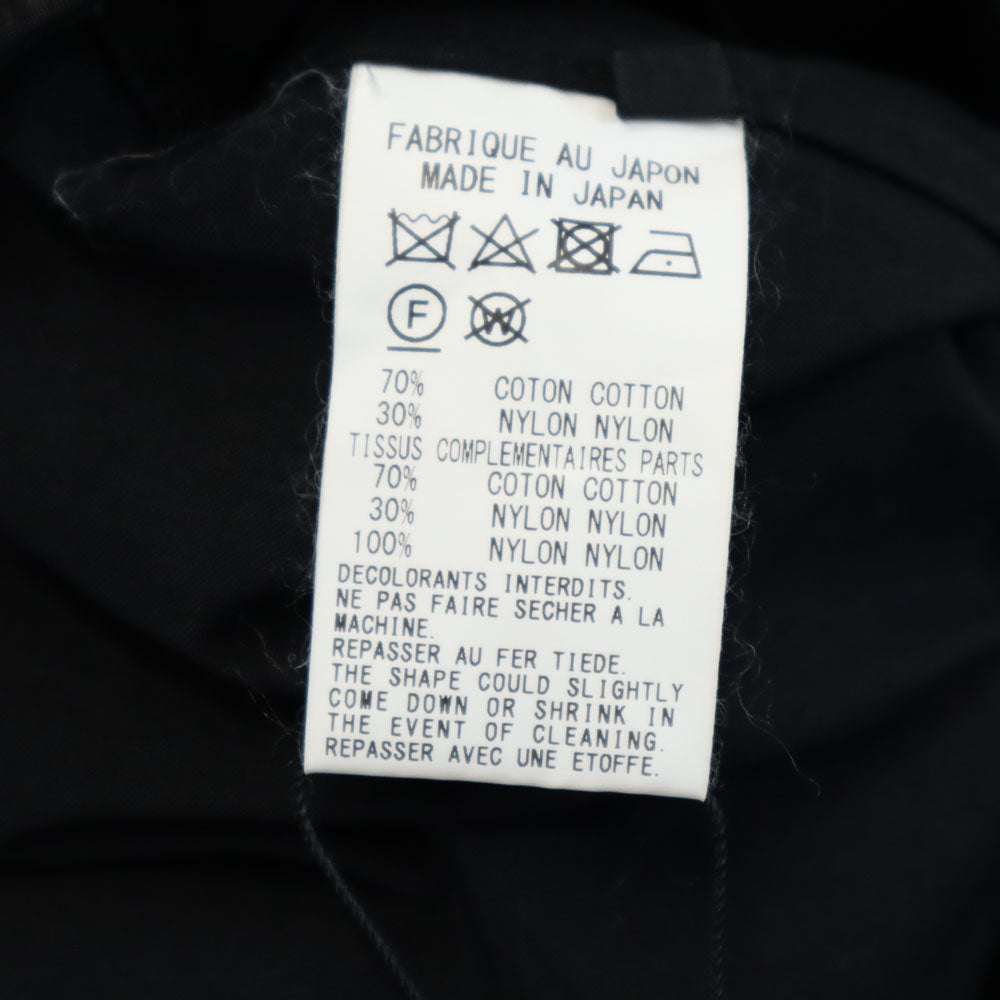 FABRIQUE AU JAPON
MADE IN JAPAN
F W
70% COTON COTTON
30% NYLON NYLON
TISSUS COMPLEMENTAIRES PARTS
70% COTON COTTON
30% NYLON NYLON
100% NYLON NYLON
DECOLORANTS INTERDITS.
NE PAS FAIRE SECHER A LA
MACHINE.
REPASSER AU FER TIEDE.
THE SHAPE COULD SLIGHTLY
COME DOWN OR SHRINK IN
THE EVENT OF CLEANING.
REPASSER AVEC UNE ETOFFE.